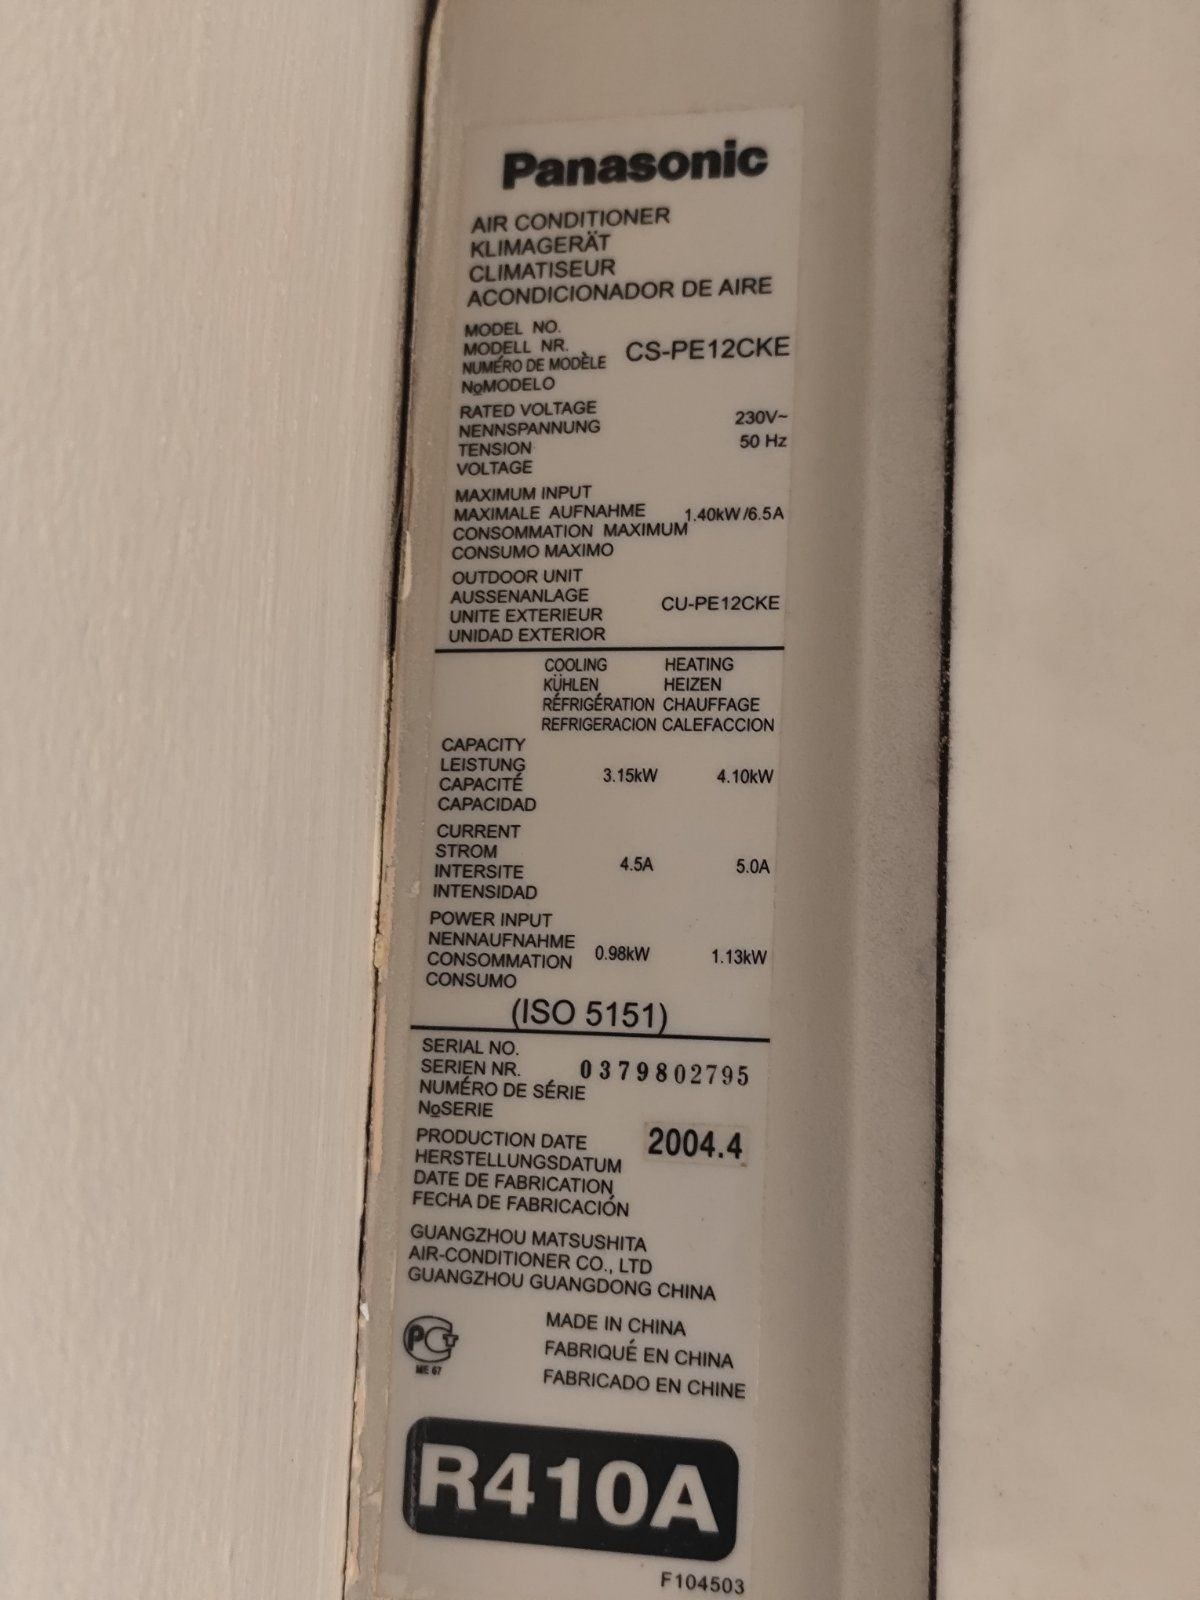 Panasonic
AIR CONDITIONER
KLIMAGERÄT
CLIMATISEUR
ACONDICIONADOR DE AIRE
MODEL NO.
MODELL NR.
NUMÉRO DE MODÈLE
NoMODELO
CS-PE12CKE
RATED VOLTAGE
NENNSPANNUNG
TENSION
VOLTAGE
230V~
50 Hz
MAXIMUM INPUT
MAXIMALE AUFNAHME
CONSOMMATION MAXIMUM
CONSUMO MAXIMO
1.40kW/6.5A
OUTDOOR UNIT
AUSSENANLAGE
UNITE EXTERIEUR
UNIDAD EXTERIOR
CU-PE12CKE
COOLING HEATING
KÜHLEN HEIZEN
RÉFRIGÉRATION CHAUFFAGE
REFRIGERACION CALEFACCION
CAPACITY
LEISTUNG
CAPACITÉ
CAPACIDAD
3.15kW 4.10kW
CURRENT
STROM
INTERSITE
INTENSIDAD
4.5A 5.0A
POWER INPUT
NENNAUFNAHME
CONSOMMATION
CONSUMO
0.98kW 1.13kW
(ISO 5151)
SERIAL NO.
SERIEN NR.
NUMÉRO DE SÉRIE
NoSERIE
0379802795
PRODUCTION DATE
HERSTELLUNGSDATUM
DATE DE FABRICATION
FECHA DE FABRICACIÓN
2004.4
GUANGZHOU MATSUSHITA
AIR-CONDITIONER CO., LTD
GUANGZHOU GUANGDONG CHINA
PCT
ME 67
MADE IN CHINA
FABRIQUÉ EN CHINA
FABRICADO EN CHINE
R410A
F104503